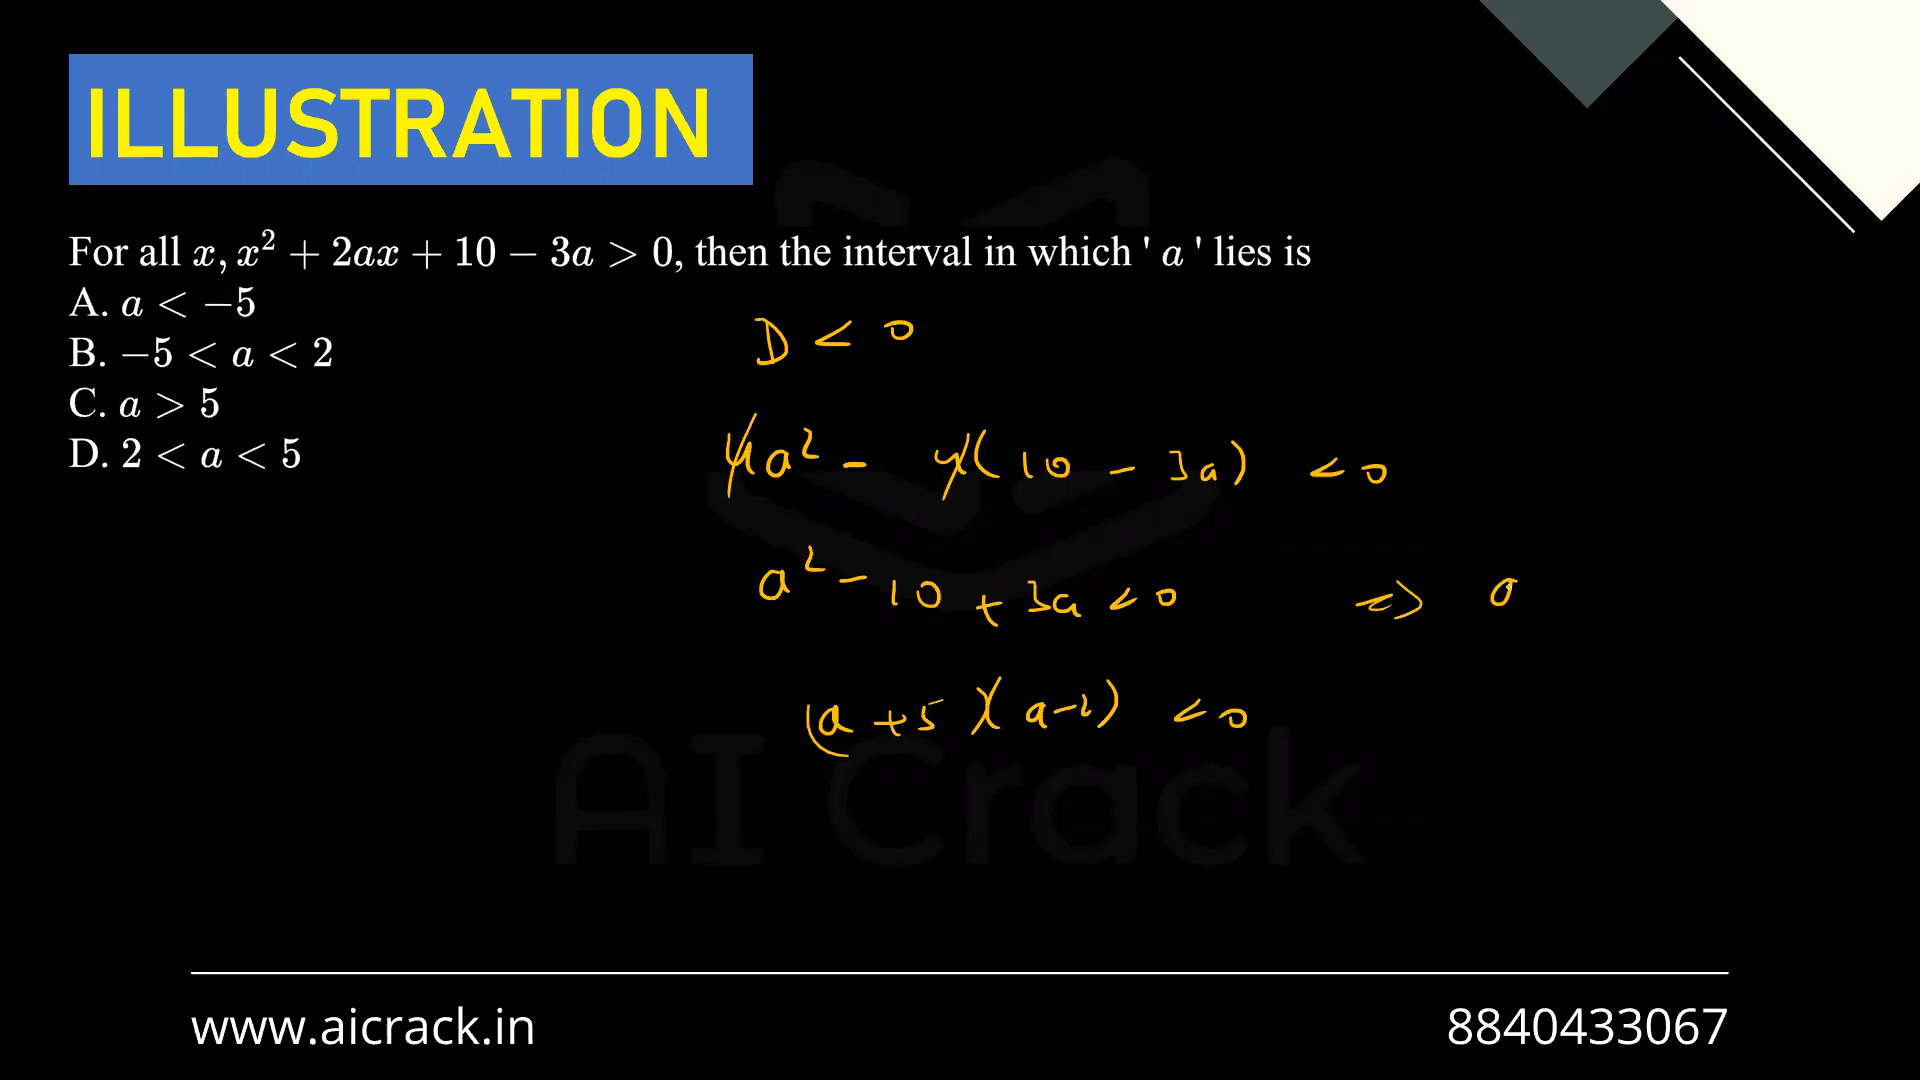 ILLUSTRATION
For all x, x² + 2ax + 10 − 3a > 0, then the interval in which ' a ' lies is
A. a < −5
B. −5 < a < 2
C. a > 5
D. 2 < a < 5
D < 0
4a² - 4(10 - 3a) < 0
a² - 10 + 3a < 0 => a
(a + 5)(a-2) < 0
AI Crack
www.aicrack.in
8840433067